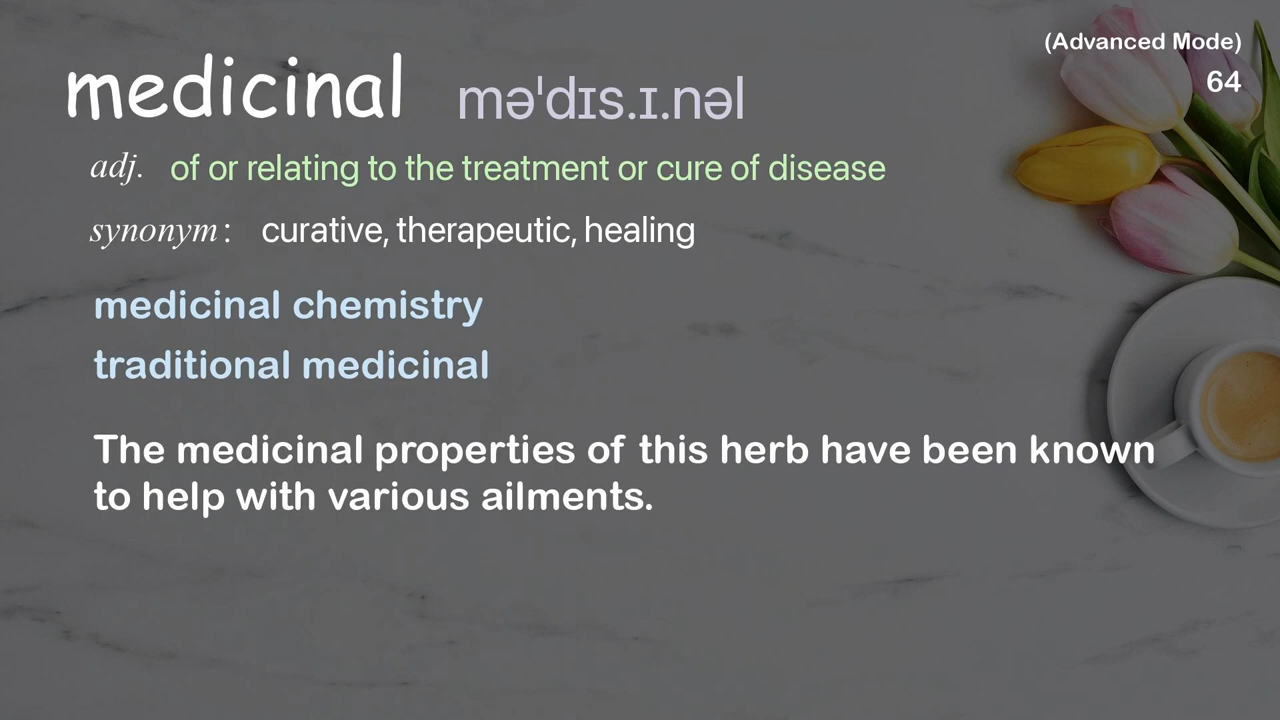 (Advanced Mode)
64
medicinal məˈdɪs.ɪ.nəl
adj. of or relating to the treatment or cure of disease
synonym: curative, therapeutic, healing
medicinal chemistry
traditional medicinal
The medicinal properties of this herb have been known
to help with various ailments.